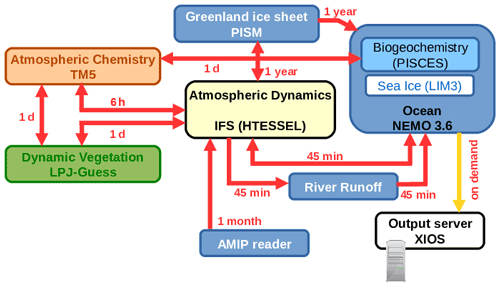 Greenland ice sheet
PISM
1 year
Biogeochemistry
(PISCES)
Sea Ice (LIM3)
Ocean
NEMO 3.6
Atmospheric Chemistry
TM5
1 d
1 year
6 h
Atmospheric Dynamics
IFS (HTESSEL)
1 d
1 d
Dynamic Vegetation
LPJ-Guess
45 min
45 min
River Runoff
45 min
on demand
1 month
AMIP reader
Output server
XIOS